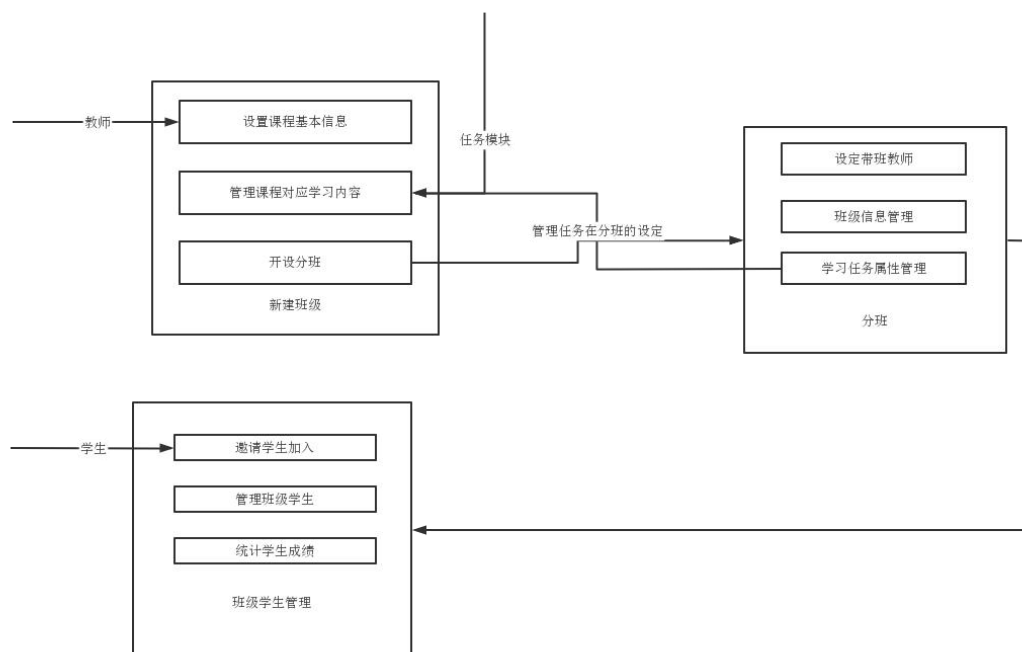 教师
设置课程基本信息
任务模块
管理课程对应学习内容
开设分班
新建班级
管理任务在分班的设定
设定带班教师
班级信息管理
学习任务属性管理
分班
学生
邀请学生加入
管理班级学生
统计学生成绩
班级学生管理